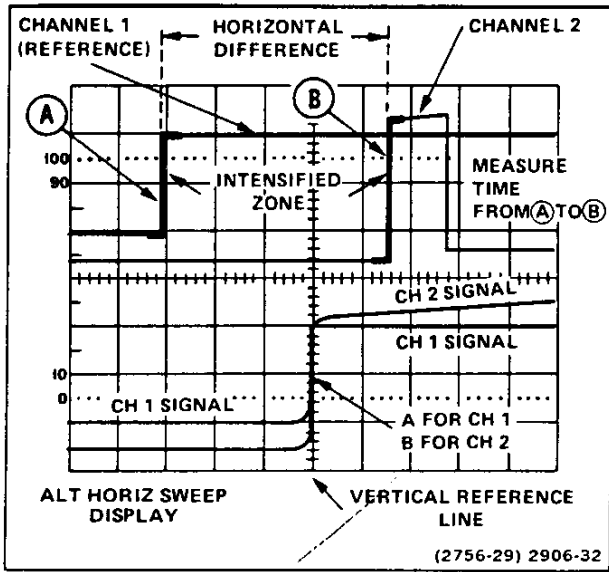 CHANNEL 1
(REFERENCE)
HORIZONTAL
DIFFERENCE
CHANNEL 2
A
B
100
90
INTENSIFIED
ZONE
MEASURE
TIME
FROM Ⓐ TO Ⓑ
CH 2 SIGNAL
CH 1 SIGNAL
10
0
CH 1 SIGNAL
A FOR CH 1
B FOR CH 2
ALT HORIZ SWEEP
DISPLAY
VERTICAL REFERENCE
LINE
(2756-29) 2906-32